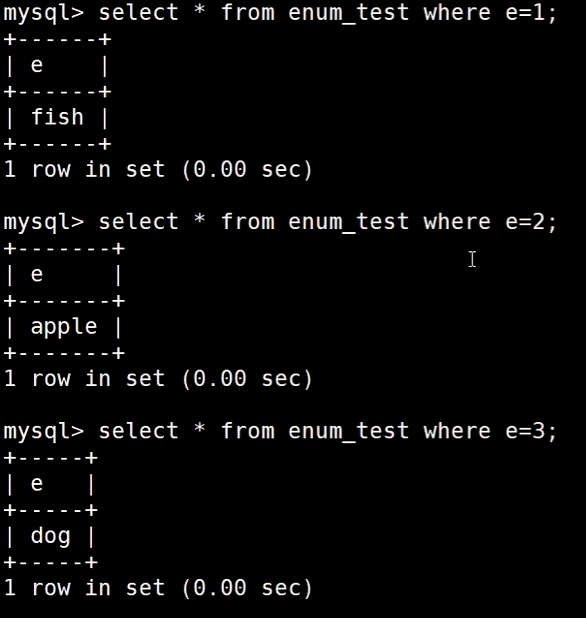 mysql> select * from enum_test where e=1;
+------+
| e    |
+------+
| fish |
+------+
1 row in set (0.00 sec)

mysql> select * from enum_test where e=2;
+-------+
| e     |
+-------+
| apple |
+-------+
1 row in set (0.00 sec)

mysql> select * from enum_test where e=3;
+-----+
| e   |
+-----+
| dog |
+-----+
1 row in set (0.00 sec)